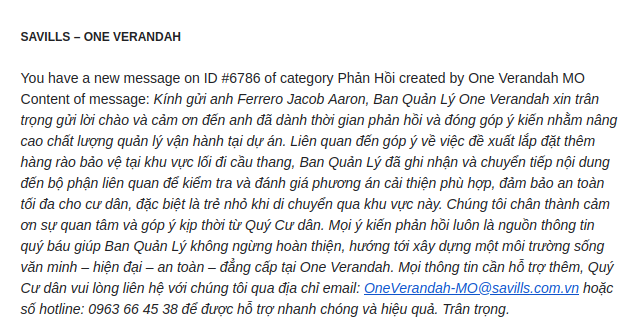 SAVILLS – ONE VERANDAH
You have a new message on ID #6786 of category Phản Hồi created by One Verandah MO
Content of message: Kính gửi anh Ferrero Jacob Aaron, Ban Quản Lý One Verandah xin trân
trọng gửi lời chào và cảm ơn đến anh đã dành thời gian phản hồi và đóng góp ý kiến nhằm nâng
cao chất lượng quản lý vận hành tại dự án. Liên quan đến góp ý về việc đề xuất lắp đặt thêm
hàng rào bảo vệ tại khu vực lối đi cầu thang, Ban Quản Lý đã ghi nhận và chuyển tiếp nội dung
đến bộ phận liên quan để kiểm tra và đánh giá phương án cải thiện phù hợp, đảm bảo an toàn
tối đa cho cư dân, đặc biệt là trẻ nhỏ khi di chuyển qua khu vực này. Chúng tôi chân thành cảm
ơn sự quan tâm và góp ý kịp thời từ Quý Cư dân. Mọi ý kiến phản hồi luôn là nguồn thông tin
quý báu giúp Ban Quản Lý không ngừng hoàn thiện, hướng tới xây dựng một môi trường sống
văn minh – hiện đại – an toàn – đẳng cấp tại One Verandah. Mọi thông tin cần hỗ trợ thêm, Quý
Cư dân vui lòng liên hệ với chúng tôi qua địa chỉ email: OneVerandah-MO@savills.com.vn hoặc
số hotline: 0963 66 45 38 để được hỗ trợ nhanh chóng và hiệu quả. Trân trọng.